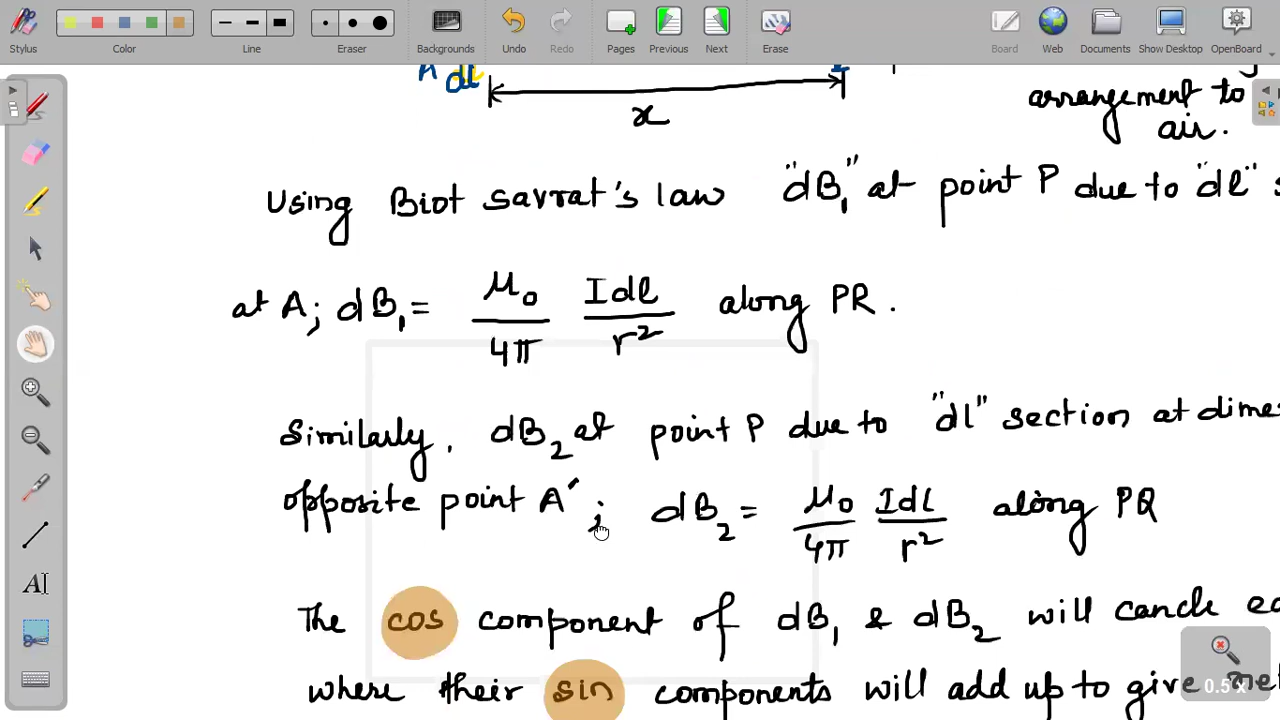 Stylus Color Line Eraser Backgrounds Undo Redo Pages Previous Next Erase Board Web Documents Show Desktop OpenBoard
A dl
x
arrangement to
air.
Using Biot savrat's law "dB₁" at point P due to "dl" s
at A; dB₁ = μ₀/4π Idl/r² along PR.
Similarly, dB₂ at point P due to "dl" section at dime
opposite point A'; dB₂ = μ₀/4π Idl/r² along PQ
The cos component of dB₁ & dB₂ will cancle ea
where their sin components will add up to give net
0.5 x